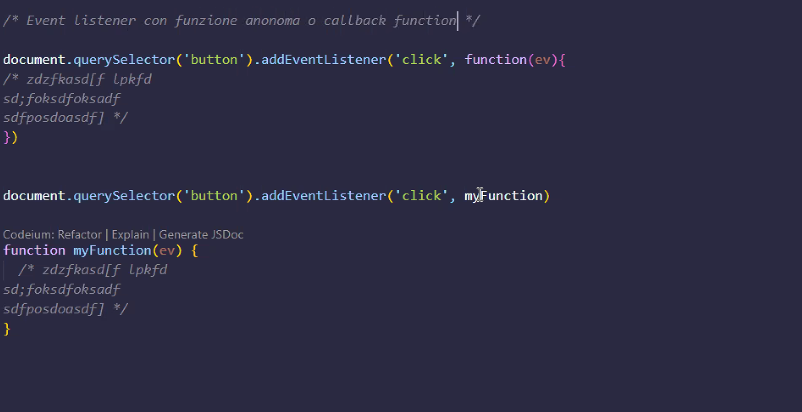 /* Event listener con funzione anonoma o callback function */
document.querySelector('button').addEventListener('click', function(ev){
/* zdzfkasd[f lpkfd
sd;foksdfoksadf
sdfposdoasdf] */
})
document.querySelector('button').addEventListener('click', myFunction)
Codeium: Refactor | Explain | Generate JSDoc
function myFunction(ev) {
/* zdzfkasd[f lpkfd
sd;foksdfoksadf
sdfposdoasdf] */
}